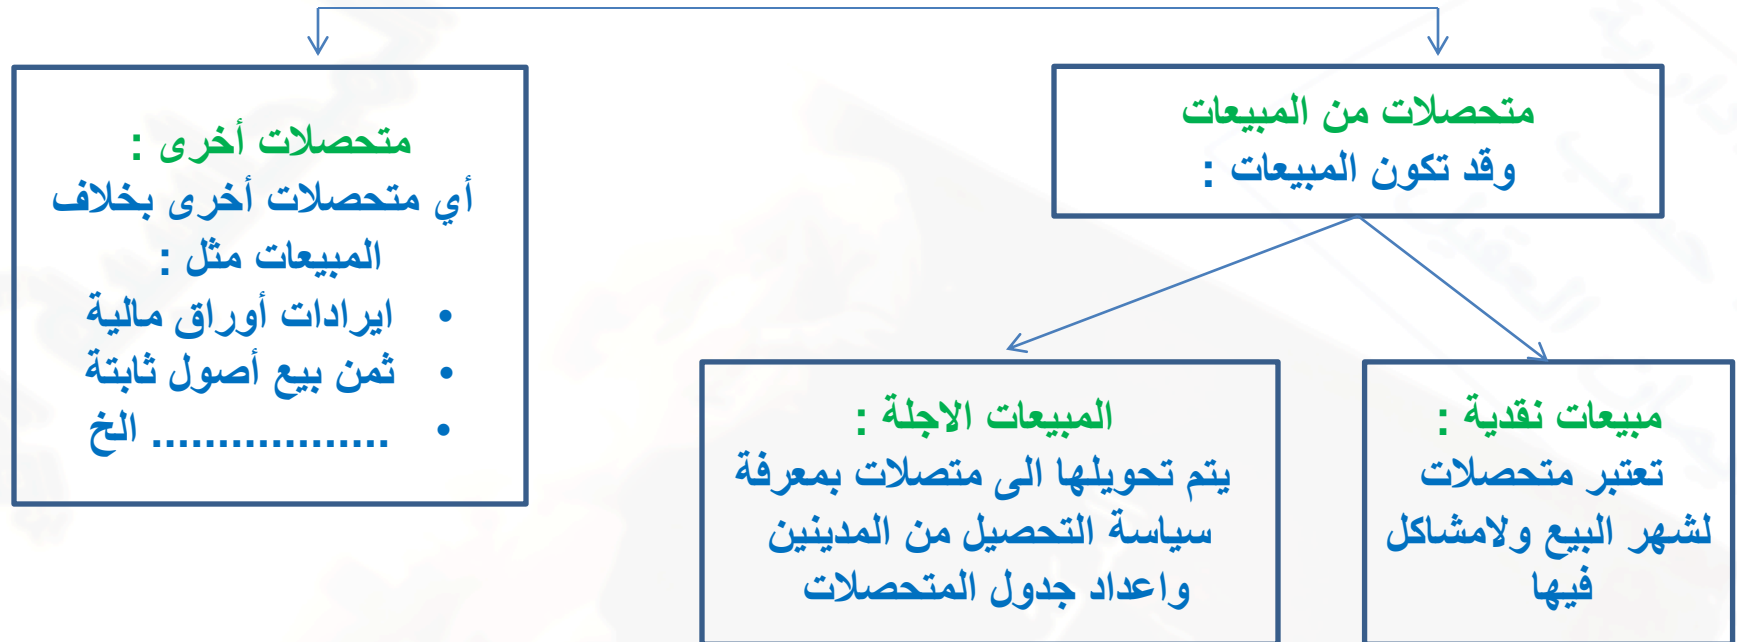 متحصلات من المبيعات
وقد تكون المبيعات :
مبيعات نقدية :
تعتبر متحصلات
لشهر البيع ولامشاكل
فيها
المبيعات الاجلة :
يتم تحويلها الى متصلات بمعرفة
سياسة التحصيل من المدينين
واعداد جدول المتحصلات
متحصلات أخرى :
أي متحصلات أخرى بخلاف
المبيعات مثل :
• ايرادات أوراق مالية
• ثمن بيع أصول ثابتة
• .................. الخ